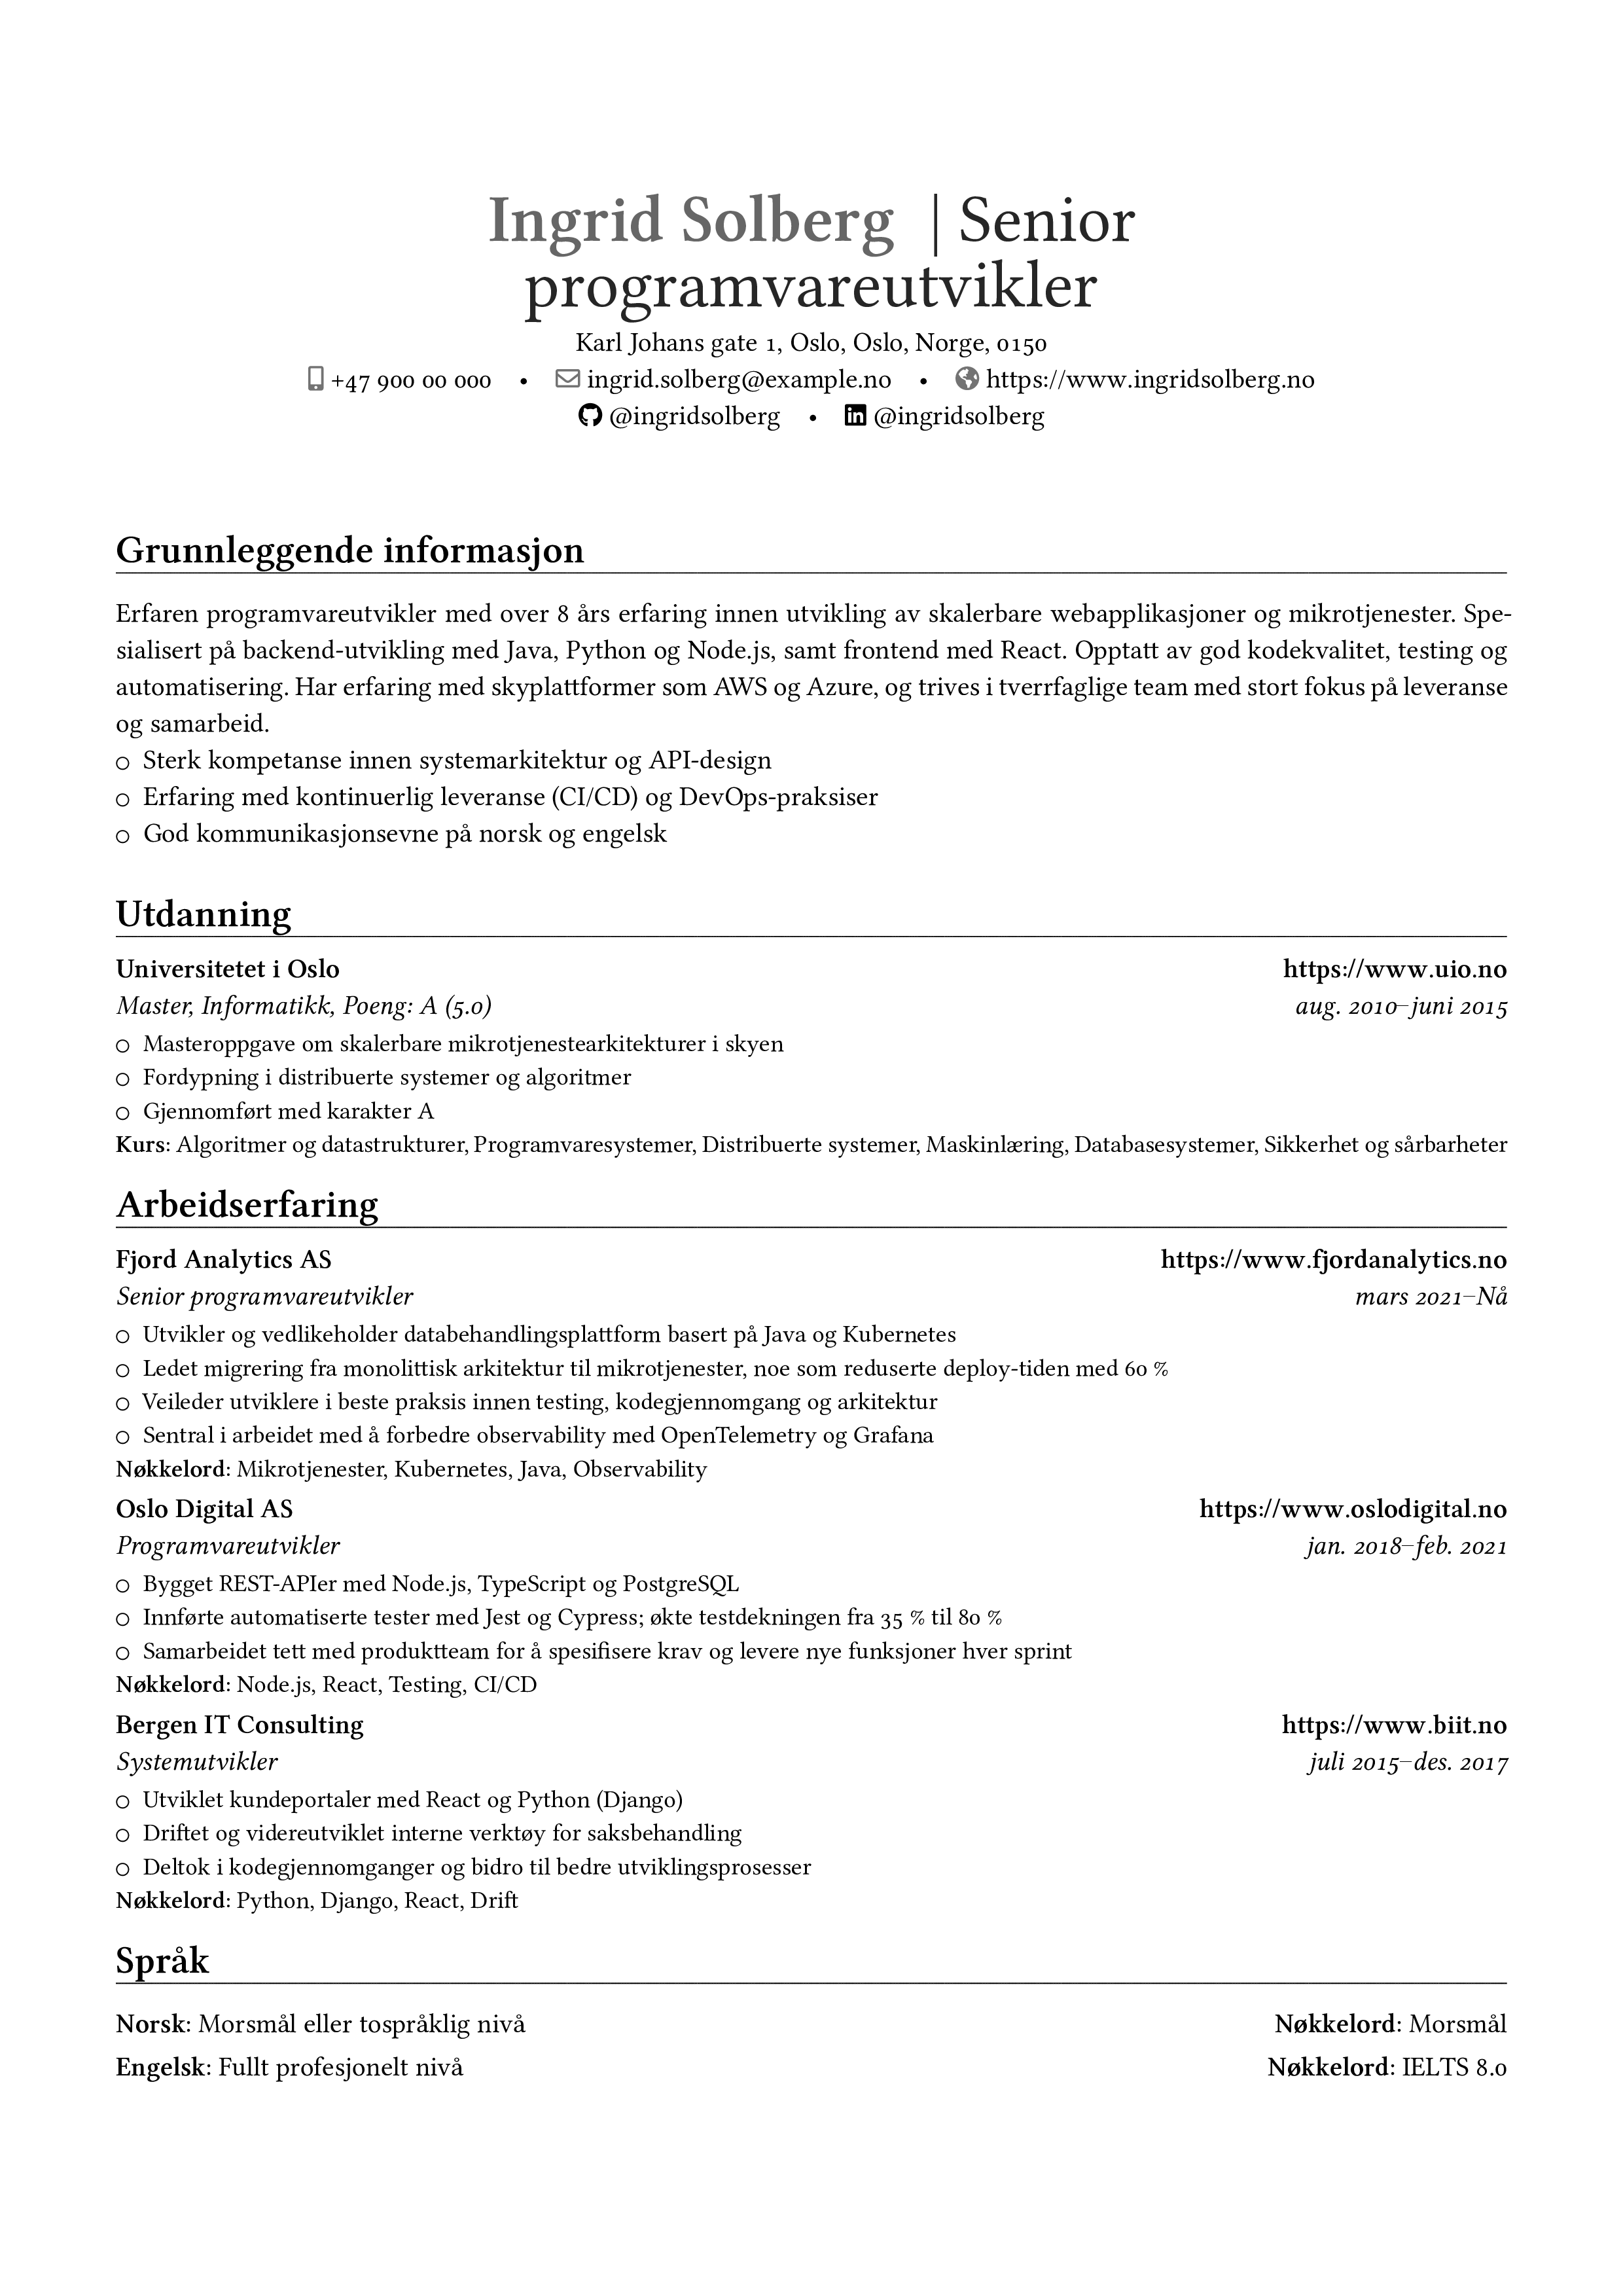 Ingrid Solberg | Senior
programvareutvikler
Karl Johans gate 1, Oslo, Oslo, Norge, 0150
+47 900 00 000 • ingrid.solberg@example.no • https://www.ingridsolberg.no
@ingridsolberg • @ingridsolberg
Grunnleggende informasjon
Erfaren programvareutvikler med over 8 års erfaring innen utvikling av skalerbare webapplikasjoner og mikrotjenester. Spe-
sialisert på backend-utvikling med Java, Python og Node.js, samt frontend med React. Opptatt av god kodekvalitet, testing og
automatisering. Har erfaring med skyplattformer som AWS og Azure, og trives i tverrfaglige team med stort fokus på leveranse
og samarbeid.
○ Sterk kompetanse innen systemarkitektur og API-design
○ Erfaring med kontinuerlig leveranse (CI/CD) og DevOps-praksiser
○ God kommunikasjonsevne på norsk og engelsk
Utdanning
Universitetet i Oslo https://www.uio.no
Master, Informatikk, Poeng: A (5.0) aug. 2010–juni 2015
○ Masteroppgave om skalerbare mikrotjenestearkitekturer i skyen
○ Fordypning i distribuerte systemer og algoritmer
○ Gjennomført med karakter A
Kurs: Algoritmer og datastrukturer, Programvaresystemer, Distribuerte systemer, Maskinlæring, Databasesystemer, Sikkerhet og sårbarheter
Arbeidserfaring
Fjord Analytics AS https://www.fjordanalytics.no
Senior programvareutvikler mars 2021–Nå
○ Utvikler og vedlikeholder databehandlingsplattform basert på Java og Kubernetes
○ Ledet migrering fra monolittisk arkitektur til mikrotjenester, noe som reduserte deploy-tiden med 60 %
○ Veileder utviklere i beste praksis innen testing, kodegjennomgang og arkitektur
○ Sentral i arbeidet med å forbedre observability med OpenTelemetry og Grafana
Nøkkelord: Mikrotjenester, Kubernetes, Java, Observability
Oslo Digital AS https://www.oslodigital.no
Programvareutvikler jan. 2018–feb. 2021
○ Bygget REST-APIer med Node.js, TypeScript og PostgreSQL
○ Innførte automatiserte tester med Jest og Cypress; økte testdekningen fra 35 % til 80 %
○ Samarbeidet tett med produktteam for å spesifisere krav og levere nye funksjoner hver sprint
Nøkkelord: Node.js, React, Testing, CI/CD
Bergen IT Consulting https://www.biit.no
Systemutvikler juli 2015–des. 2017
○ Utviklet kundeportaler med React og Python (Django)
○ Driftet og videreutviklet interne verktøy for saksbehandling
○ Deltok i kodegjennomganger og bidro til bedre utviklingsprosesser
Nøkkelord: Python, Django, React, Drift
Språk
Norsk: Morsmål eller tospråklig nivå Nøkkelord: Morsmål
Engelsk: Fullt profesjonelt nivå Nøkkelord: IELTS 8.0